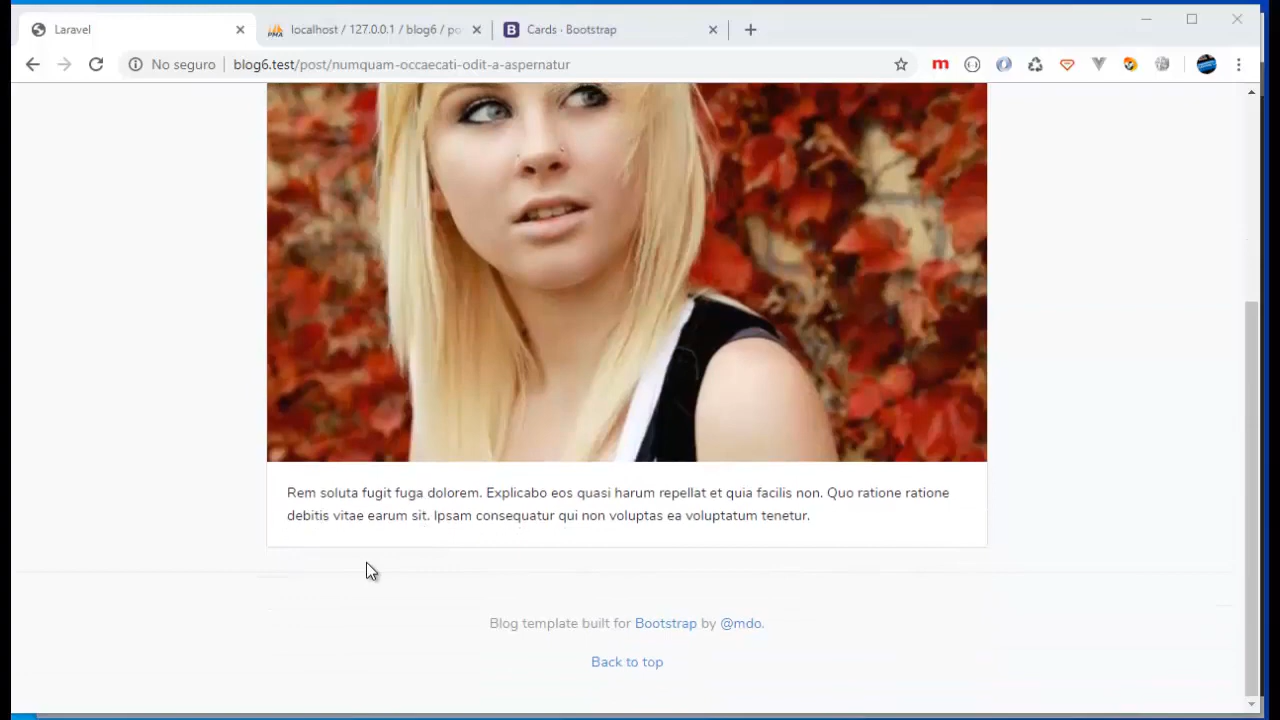 Laravel
localhost / 127.0.0.1 / blog6 / po
Cards · Bootstrap
No seguro
blog6.test/post/numquam-occaecati-odit-a-aspernatur
Rem soluta fugit fuga dolorem. Explicabo eos quasi harum repellat et quia facilis non. Quo ratione ratione
debitis vitae earum sit. Ipsam consequatur qui non voluptas ea voluptatum tenetur.
Blog template built for Bootstrap by @mdo.
Back to top